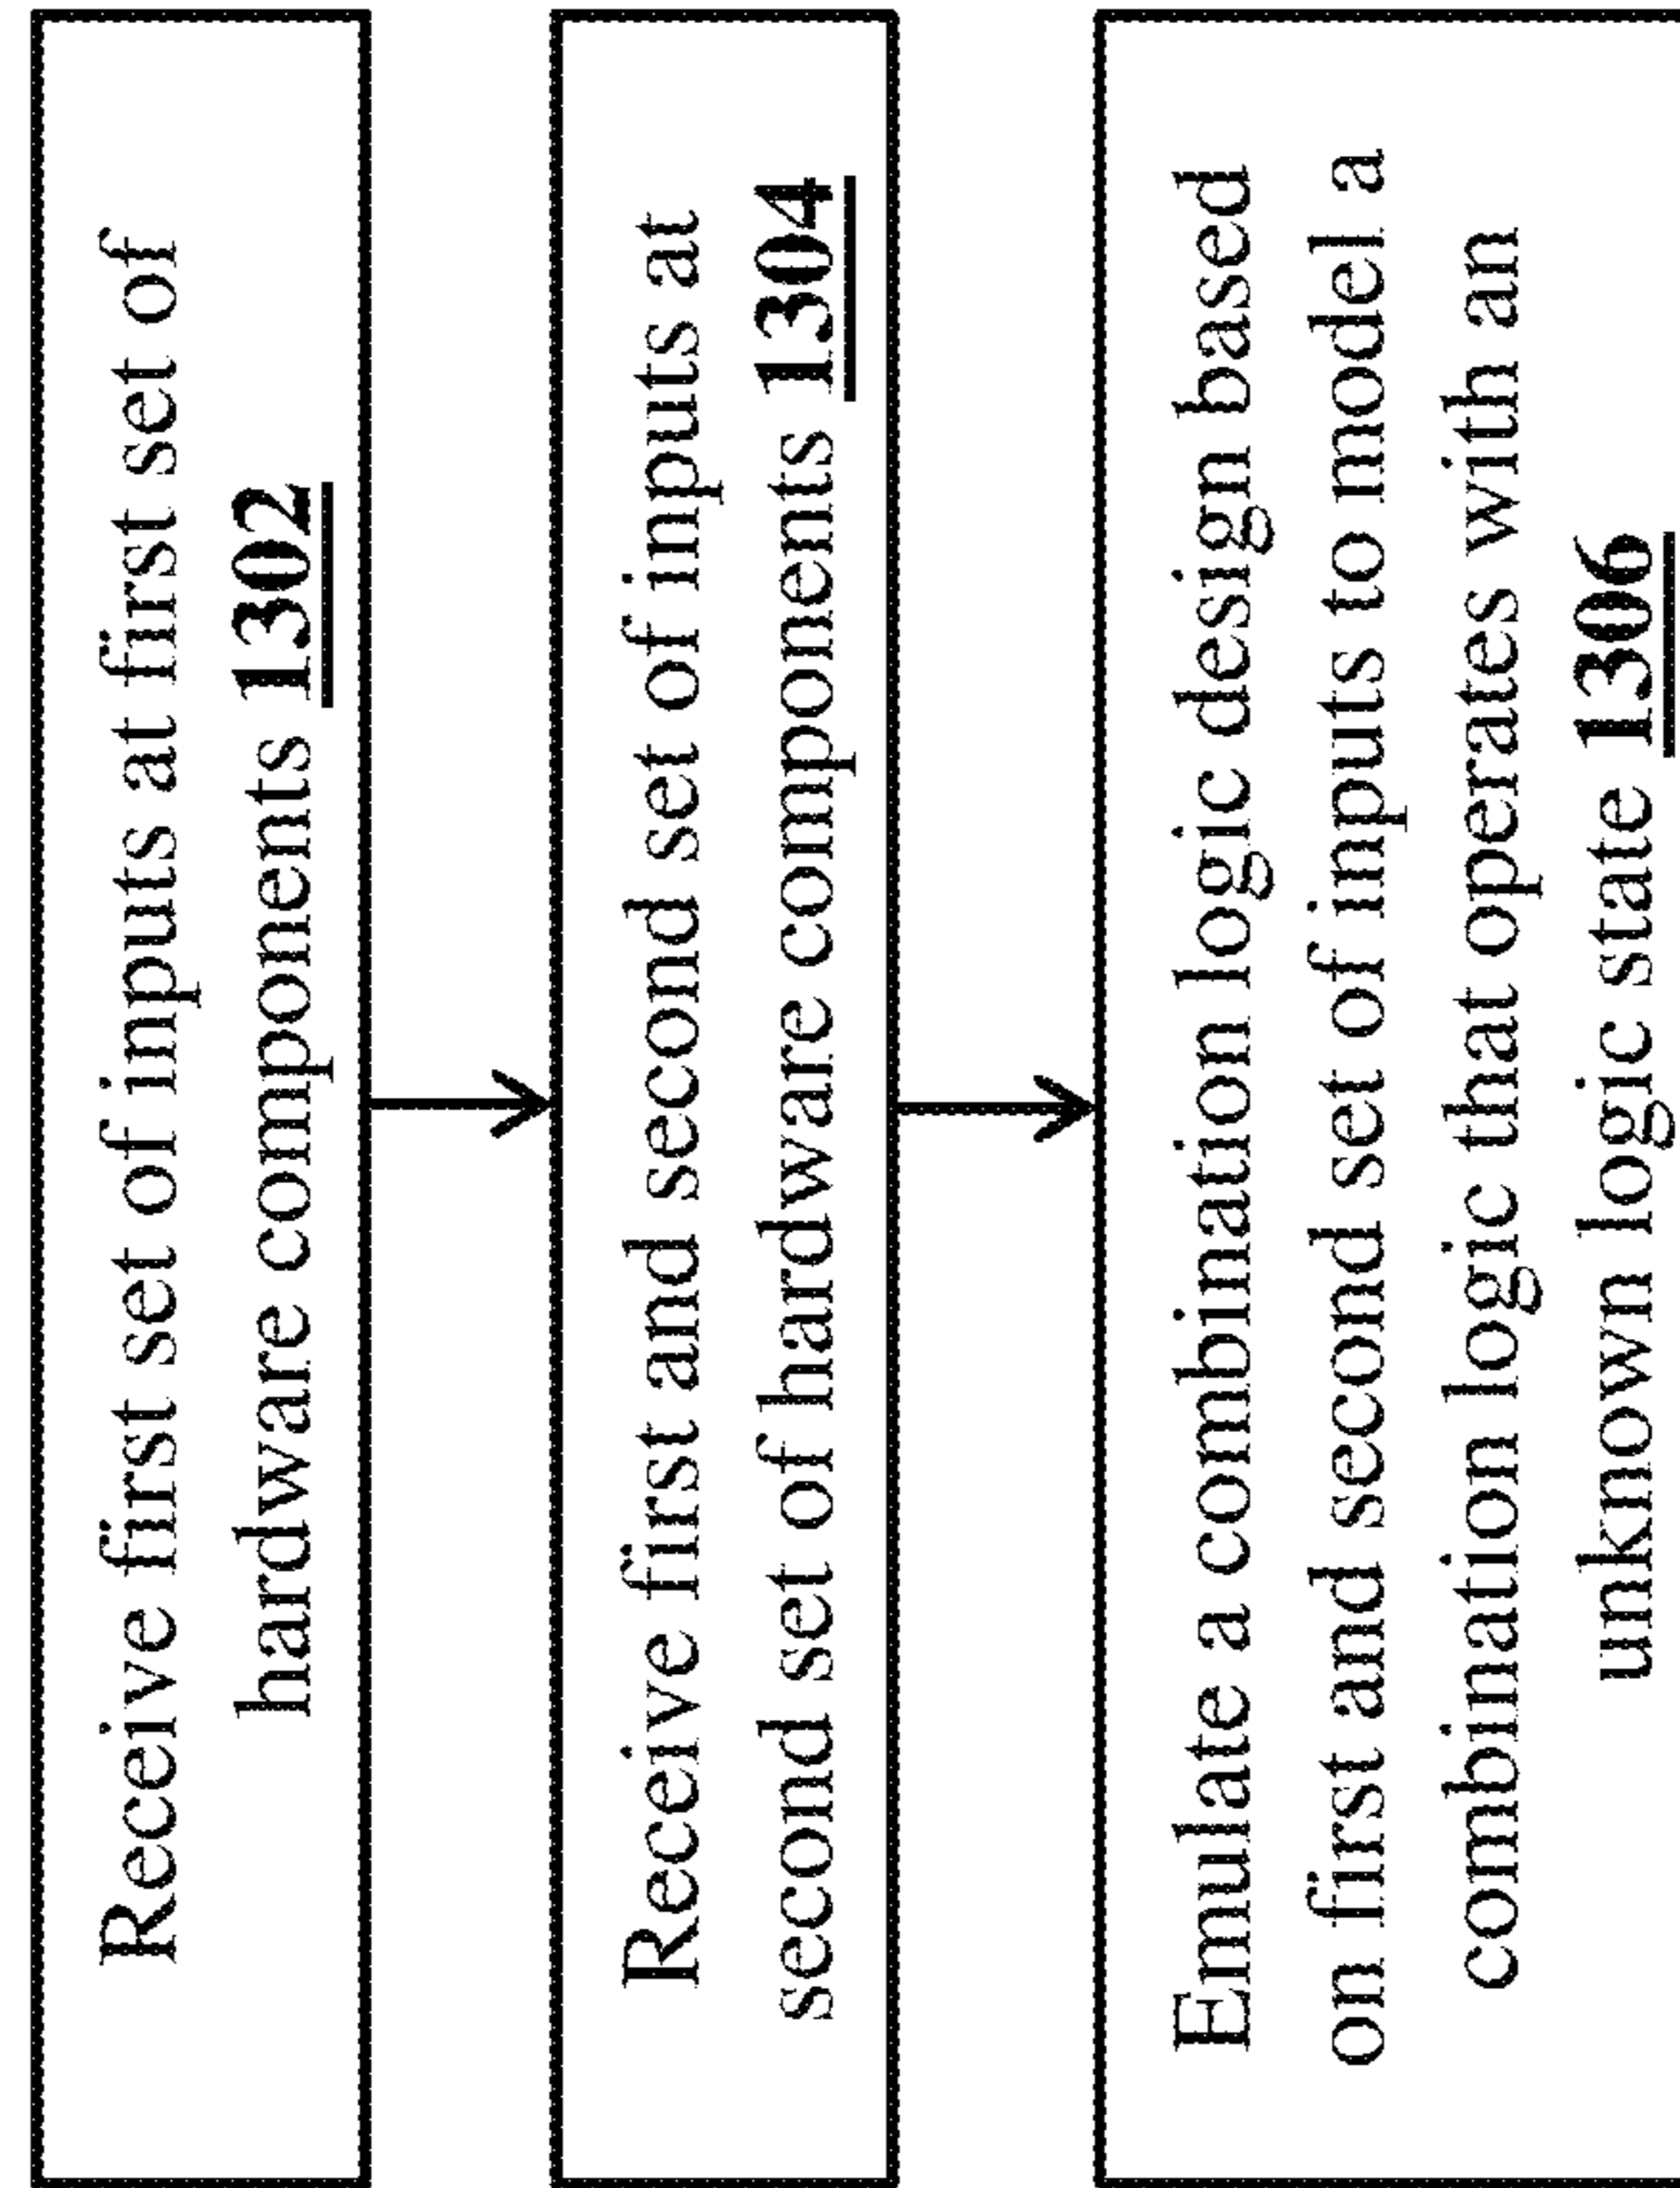 Receive first set of inputs at first set of
hardware components 1302
Receive first and second set of inputs at
second set of hardware components 1304
Emulate a combination logic design based
on first and second set of inputs to model a
combination logic that operates with an
unknown logic state 1306